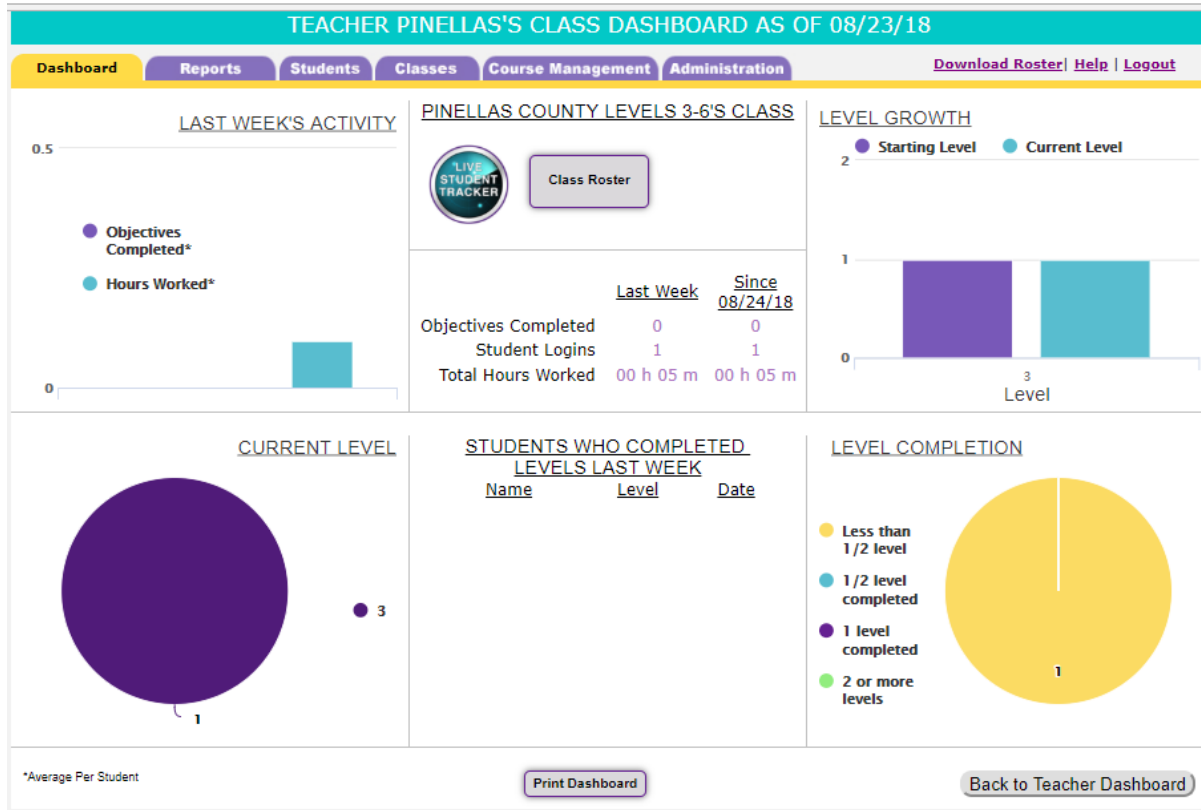 TEACHER PINELLAS'S CLASS DASHBOARD AS OF 08/23/18
Dashboard Reports Students Classes Course Management Administration Download Roster| Help | Logout
LAST WEEK'S ACTIVITY
0.5
Objectives
Completed*
Hours Worked*
0
PINELLAS COUNTY LEVELS 3-6'S CLASS
"LIVE
STUDENT
TRACKER
Class Roster
Last Week Since
08/24/18
Objectives Completed 0 0
Student Logins 1 1
Total Hours Worked 00 h 05 m 00 h 05 m
LEVEL GROWTH
Starting Level Current Level
2
1
0
3
Level
CURRENT LEVEL
3
1
STUDENTS WHO COMPLETED
LEVELS LAST WEEK
Name Level Date
LEVEL COMPLETION
Less than
1/2 level
1/2 level
completed
1 level
completed
2 or more
levels
1
*Average Per Student
Print Dashboard
Back to Teacher Dashboard